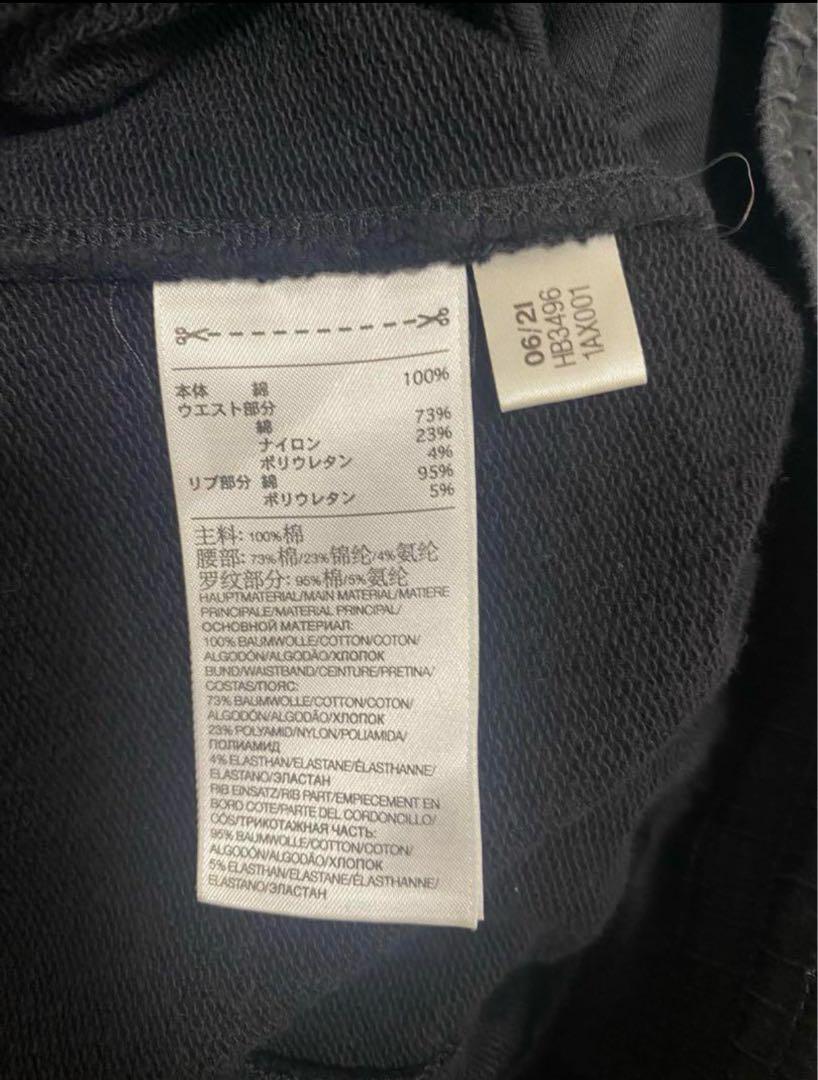 本体 綿 100%
ウエスト部分
綿 73%
ナイロン 23%
ポリウレタン 4%
リブ部分 綿 95%
ポリウレタン 5%
主料: 100%棉
腰部: 73%棉/23%锦纶/4%氨纶
罗纹部分: 95%棉/5%氨纶
HAUPTMATERIAL/MAIN MATERIAL/MATIERE
PRINCIPALE/MATERIAL PRINCIPAL/
ОСНОВНОЙ МАТЕРИАЛ:
100% BAUMWOLLE/COTTON/COTON/
ALGODÓN/ALGODÃO/ХЛОПОК
BUND/WAISTBAND/CEINTURE/PRETINA/
COSTAS/ПОЯС:
73% BAUMWOLLE/COTTON/COTON/
ALGODÓN/ALGODÃO/ХЛОПОК
23% POLYAMID/NYLON/POLIAMIDA/
ПОЛИАМИД
4% ELASTHAN/ELASTANE/ÉLASTHANNE/
ELASTANO/ЭЛАСТАН
RIB EINSATZ/RIB PART/EMPIECEMENT EN
BORD COTE/PARTE DEL CORDONCILLO/
CÓS/ТРИКОТАЖНАЯ ЧАСТЬ:
95% BAUMWOLLE/COTTON/COTON/
ALGODÓN/ALGODÃO/ХЛОПОК
5% ELASTHAN/ELASTANE/ÉLASTHANNE/
ELASTANO/ЭЛАСТАН
06/21
HB3496
1AX001